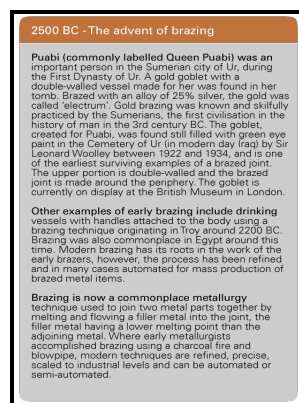 2500 BC - The advent of brazing
Puabi (commonly labelled Queen Puabi) was an
important person in the Sumerian city of Ur, during
the First Dynasty of Ur. A gold goblet with a
double-walled vessel made for her was found in her
tomb. Brazed with an alloy of 25% silver, the gold was
called ‘electrum’. Gold brazing was known and skilfully
practiced by the Sumerians, the first civilisation in the
history of man in the 3rd century BC. The goblet,
created for Puabi, was found still filled with green eye
paint in the Cemetery of Ur (in modern day Iraq) by Sir
Leonard Woolley between 1922 and 1934, and is one
of the earliest surviving examples of a brazed joint.
The upper portion is double-walled and the brazed
joint is made around the periphery. The goblet is
currently on display at the British Museum in London.
Other examples of early brazing include drinking
vessels with handles attached to the body using a
brazing technique originating in Troy around 2200 BC.
Brazing was also commonplace in Egypt around this
time. Modern brazing has its roots in the work of the
early brazers, however, the process has been refined
and in many cases automated for mass production of
brazed metal items.
Brazing is now a commonplace metallurgy
technique used to join two metal parts together by
melting and flowing a filler metal into the joint, the
filler metal having a lower melting point than the
adjoining metal. Where early metallurgists
accomplished brazing using a charcoal fire and
blowpipe, modern techniques are refined, precise,
scaled to industrial levels and can be automated or
semi-automated.